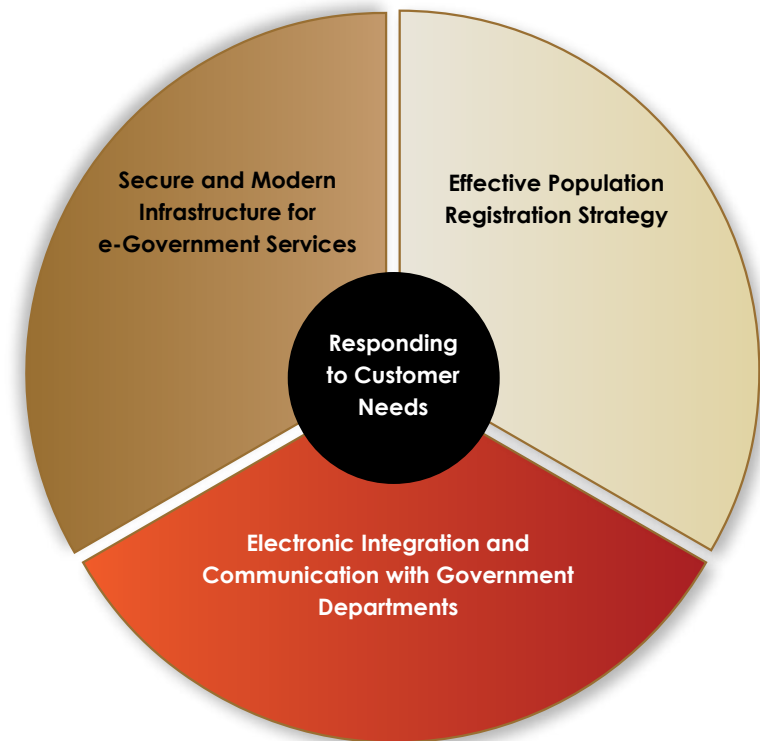 Secure and Modern
Infrastructure for
e-Government Services
Effective Population
Registration Strategy
Responding
to Customer
Needs
Electronic Integration and
Communication with Government
Departments